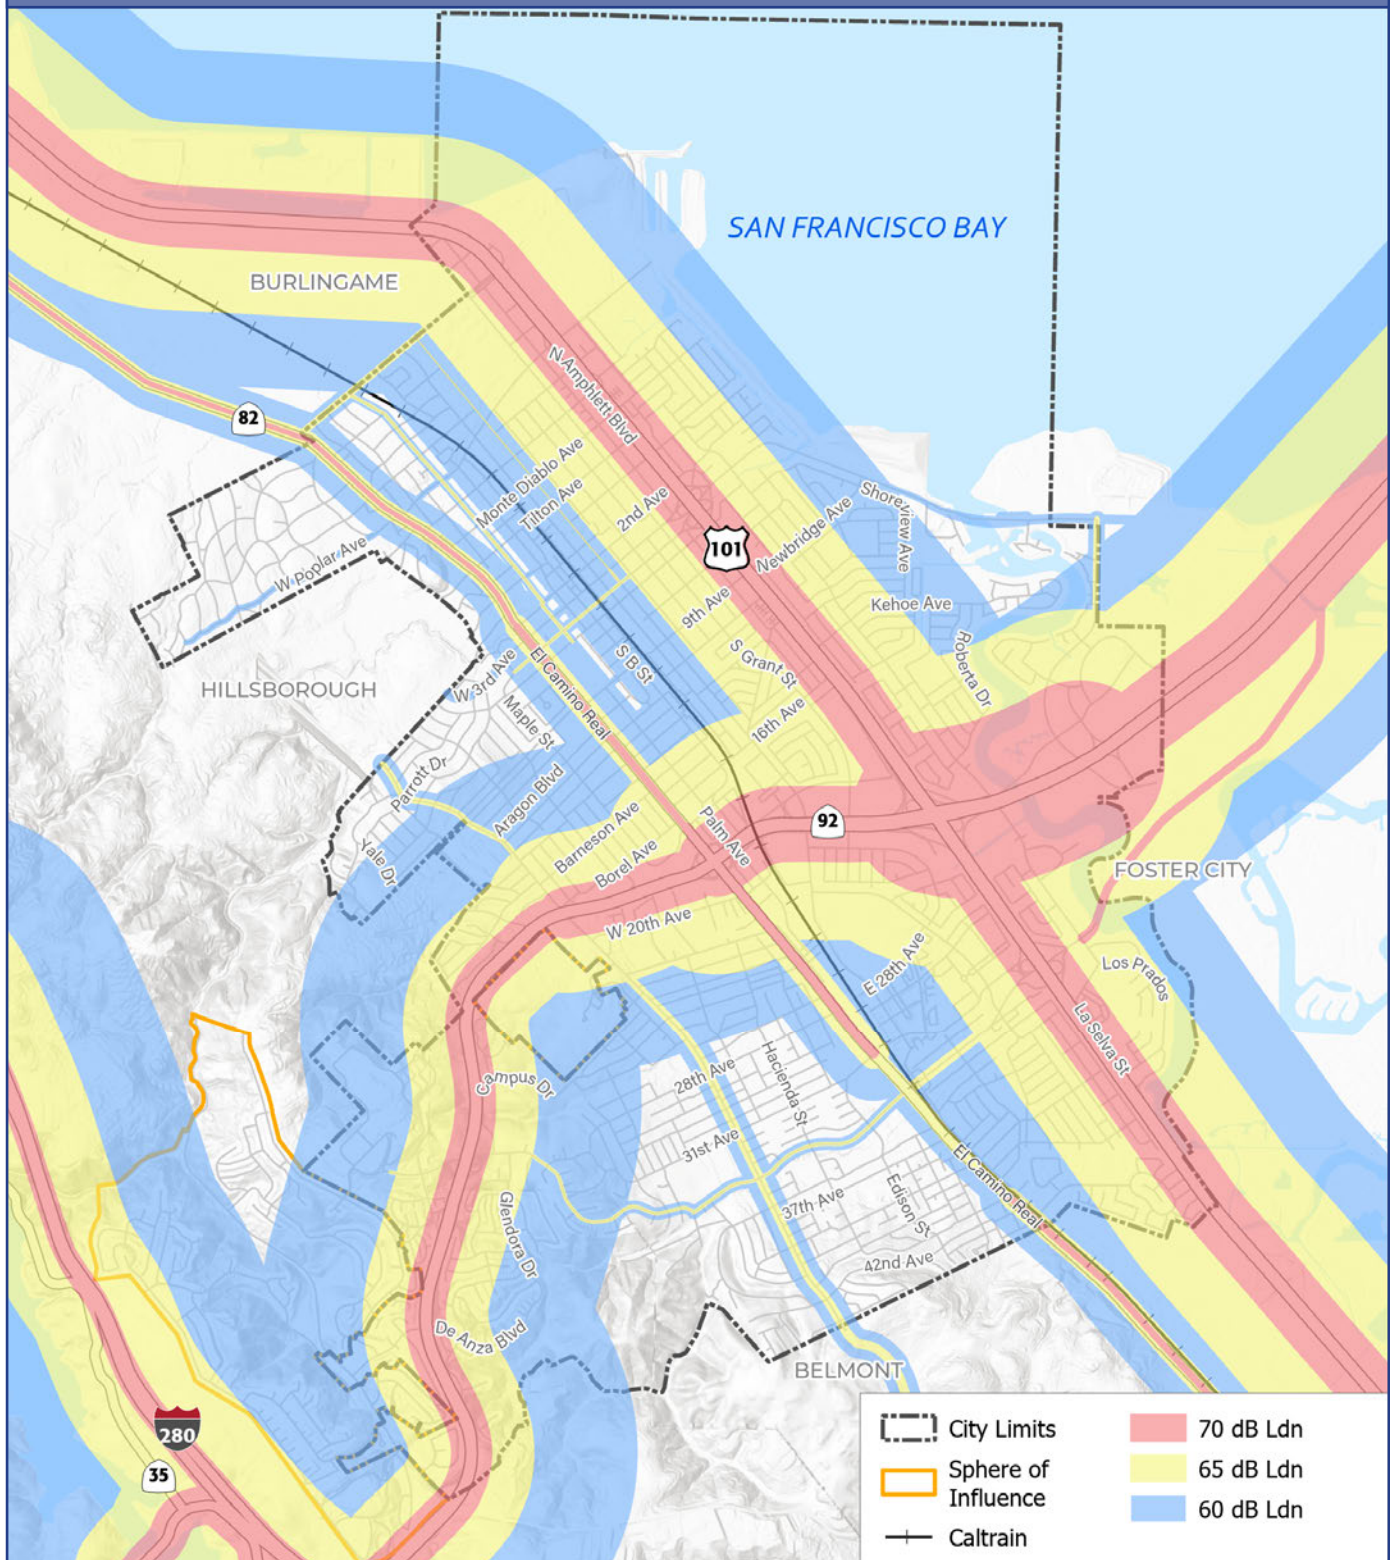 SAN FRANCISCO BAY
BURLINGAME
82
N Amphlett Blvd
Monte Diablo Ave
Tilton Ave
2nd Ave
101
Newbridge Ave
Shoreview Ave
W Poplar Ave
9th Ave
Kehoe Ave
HILLSBOROUGH
W 3rd Ave
El Camino Real
S B St
S Grant St
Roberta Dr
Maple St
16th Ave
Parrott Dr
Aragon Blvd
Barneson Ave
Palm Ave
92
Yale Dr
Borel Ave
FOSTER CITY
W 20th Ave
E 28th Ave
Los Prados
La Selva St
Campus Dr
28th Ave
Hacienda St
31st Ave
El Camino Real
Glendora Dr
37th Ave
Edison St
42nd Ave
De Anza Blvd
BELMONT
280
35
City Limits
Sphere of
Influence
Caltrain
70 dB Ldn
65 dB Ldn
60 dB Ldn